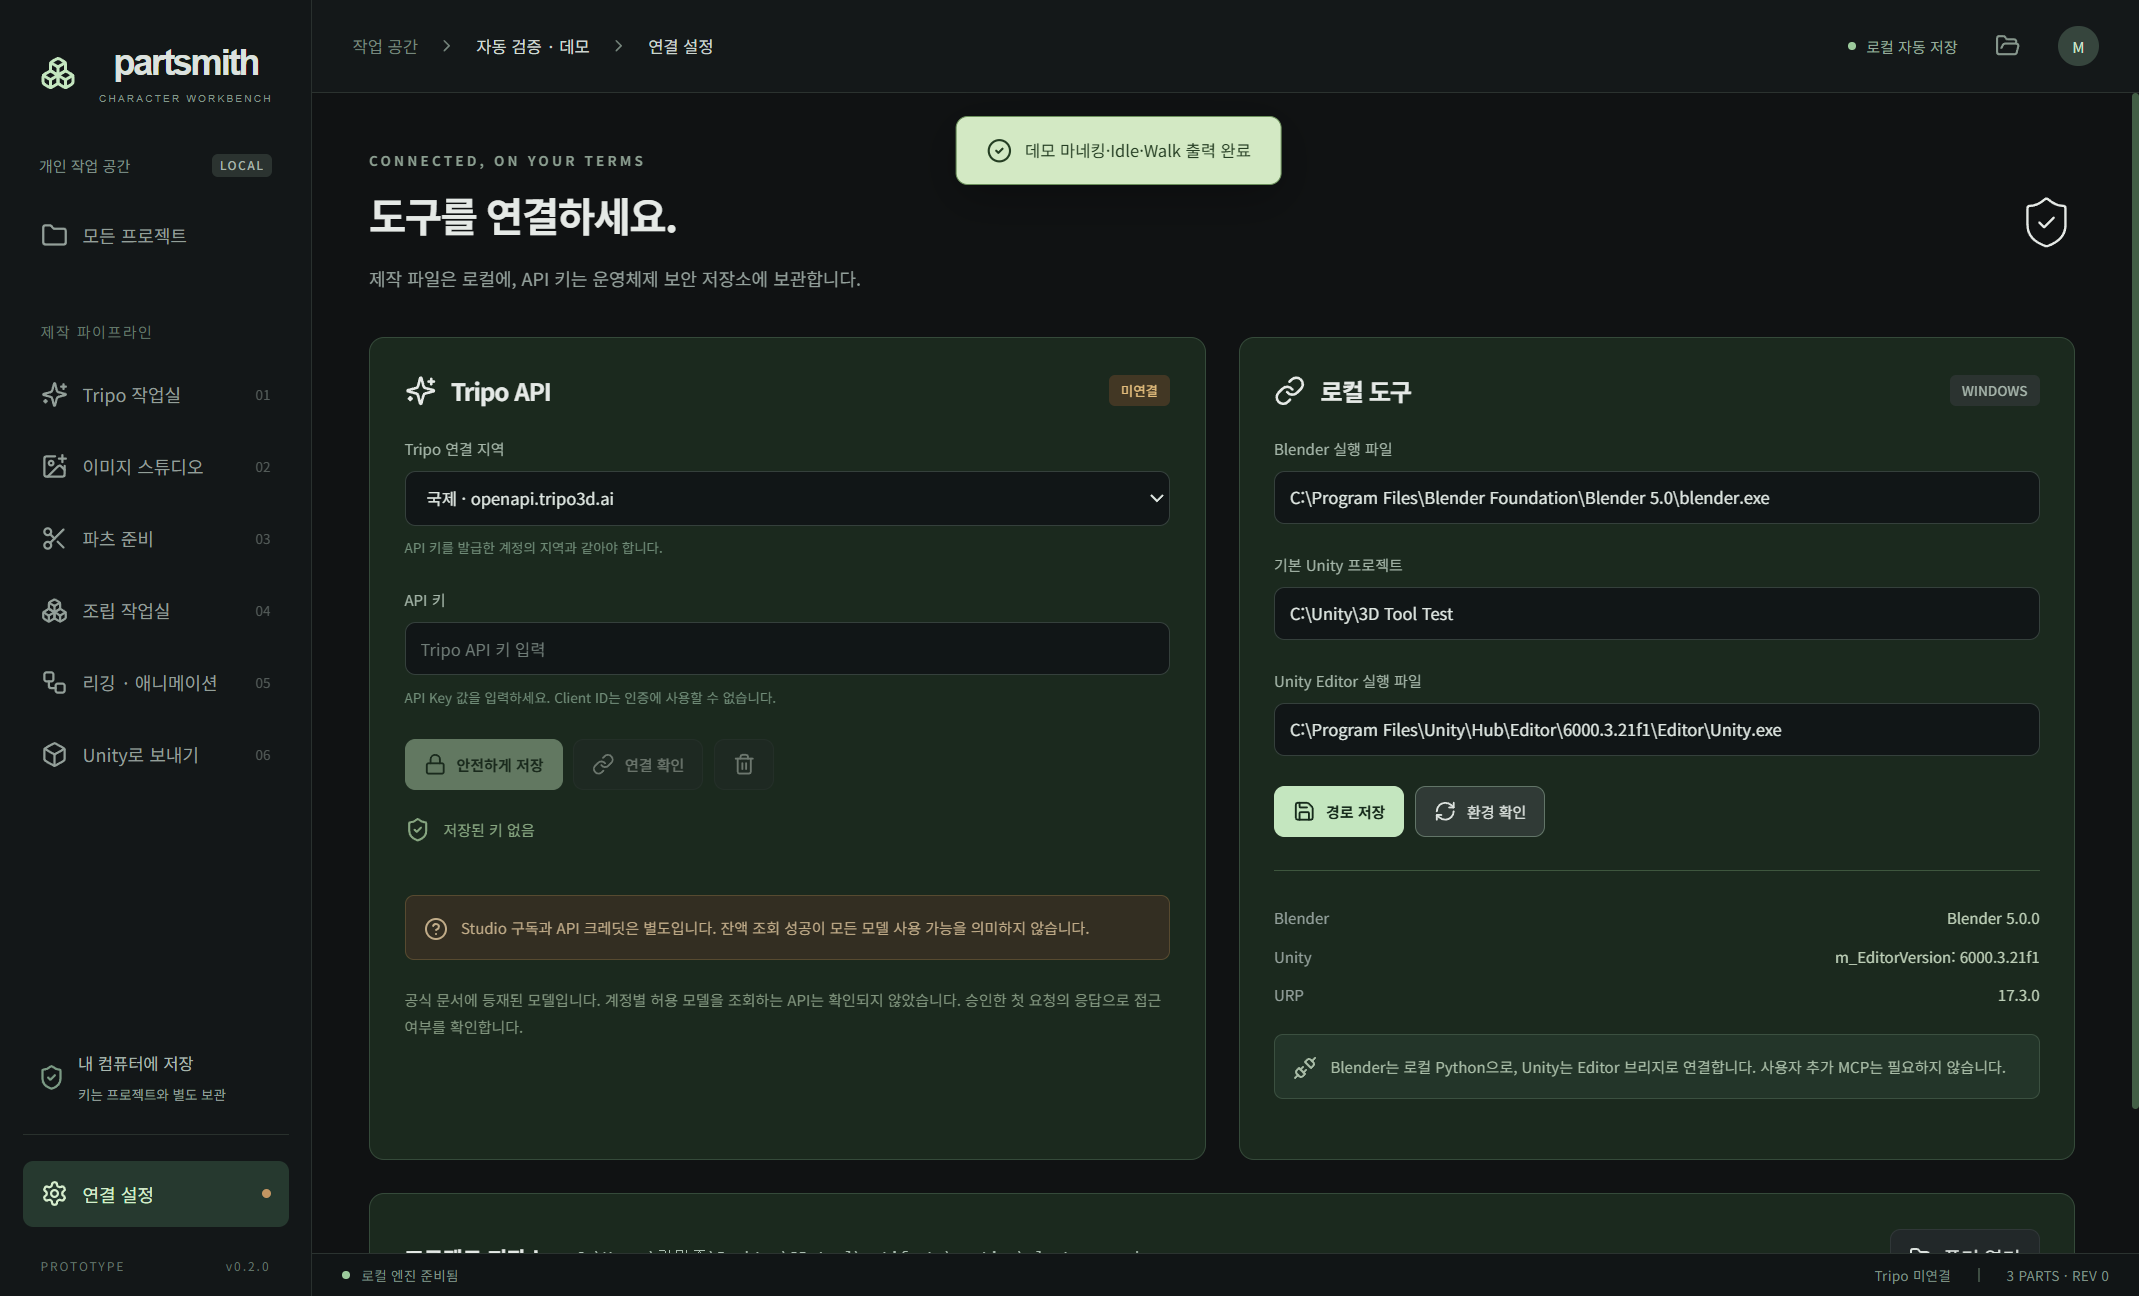 partsmith
CHARACTER WORKBENCH
개인 작업 공간
LOCAL
모든 프로젝트
제작 파이프라인
Tripo 작업실
01
이미지 스튜디오
02
파츠 준비
03
조립 작업실
04
리깅 · 애니메이션
05
Unity로 보내기
06
내 컴퓨터에 저장
키는 프로젝트와 별도 보관
연결 설정
PROTOTYPE
v0.2.0
작업 공간
자동 검증 · 데모
연결 설정
로컬 자동 저장
M
데모 마네킹·Idle·Walk 출력 완료
CONNECTED, ON YOUR TERMS
도구를 연결하세요.
제작 파일은 로컬에, API 키는 운영체제 보안 저장소에 보관합니다.
Tripo API
미연결
Tripo 연결 지역
국제 · openapi.tripo3d.ai
API 키를 발급한 계정의 지역과 같아야 합니다.
API 키
Tripo API 키 입력
API Key 값을 입력하세요. Client ID는 인증에 사용할 수 없습니다.
안전하게 저장
연결 확인
저장된 키 없음
Studio 구독과 API 크레딧은 별도입니다. 잔액 조회 성공이 모든 모델 사용 가능을 의미하지 않습니다.
공식 문서에 등재된 모델입니다. 계정별 허용 모델을 조회하는 API는 확인되지 않았습니다. 승인한 첫 요청의 응답으로 접근
여부를 확인합니다.
로컬 도구
WINDOWS
Blender 실행 파일
C:\Program Files\Blender Foundation\Blender 5.0\blender.exe
기본 Unity 프로젝트
C:\Unity\3D Tool Test
Unity Editor 실행 파일
C:\Program Files\Unity\Hub\Editor\6000.3.21f1\Editor\Unity.exe
경로 저장
환경 확인
Blender
Blender 5.0.0
Unity
m_EditorVersion: 6000.3.21f1
URP
17.3.0
Blender는 로컬 Python으로, Unity는 Editor 브리지로 연결합니다. 사용자 추가 MCP는 필요하지 않습니다.
로컬 엔진 준비됨
Tripo 미연결
3 PARTS · REV 0